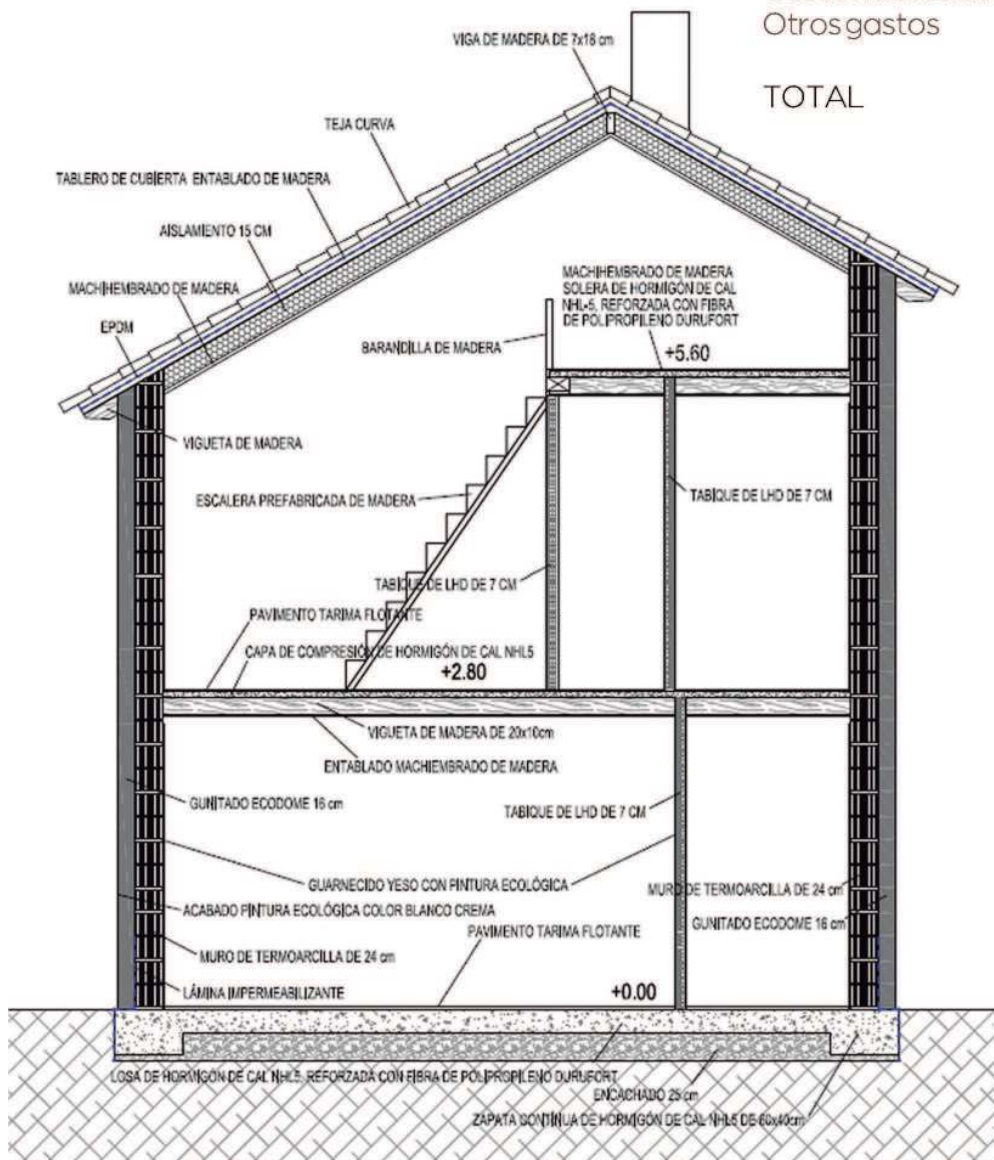 Otros gastos
TOTAL
VIGA DE MADERA DE 7x18 cm
TEJA CURVA
TABLERO DE CUBIERTA ENTABLADO DE MADERA
AISLAMIENTO 15 CM
MACHIHEMBRADO DE MADERA
EPDM
MACHIHEMBRADO DE MADERA
SOLERA DE HORMIGÓN DE CAL
NHL-5, REFORZADA CON FIBRA
DE POLIPROPILENO DURUFORT
+5.60
BARANDILLA DE MADERA
VIGUETA DE MADERA
ESCALERA PREFABRICADA DE MADERA
TABIQUE DE LHD DE 7 CM
TABIQUE DE LHD DE 7 CM
PAVIMENTO TARIMA FLOTANTE
CAPA DE COMPRESIÓN DE HORMIGÓN DE CAL NHL5
+2.80
VIGUETA DE MADERA DE 20x10cm
ENTABLADO MACHIEMBRADO DE MADERA
GUNITADO ECODOME 16 cm
TABIQUE DE LHD DE 7 CM
GUARNECIDO YESO CON PINTURA ECOLÓGICA
MURO DE TERMOARCILLA DE 24 cm
ACABADO PINTURA ECOLÓGICA COLOR BLANCO CREMA
GUNITADO ECODOME 16 cm
PAVIMENTO TARIMA FLOTANTE
MURO DE TERMOARCILLA DE 24 cm
LÁMINA IMPERMEABILIZANTE
+0.00
LOSA DE HORMIGÓN DE CAL NHL5, REFORZADA CON FIBRA DE POLIPROPILENO DURUFORT
ENCACHADO 25 cm
ZAPATA CONTINUA DE HORMIGÓN DE CAL NHL5 DE 60x40cm